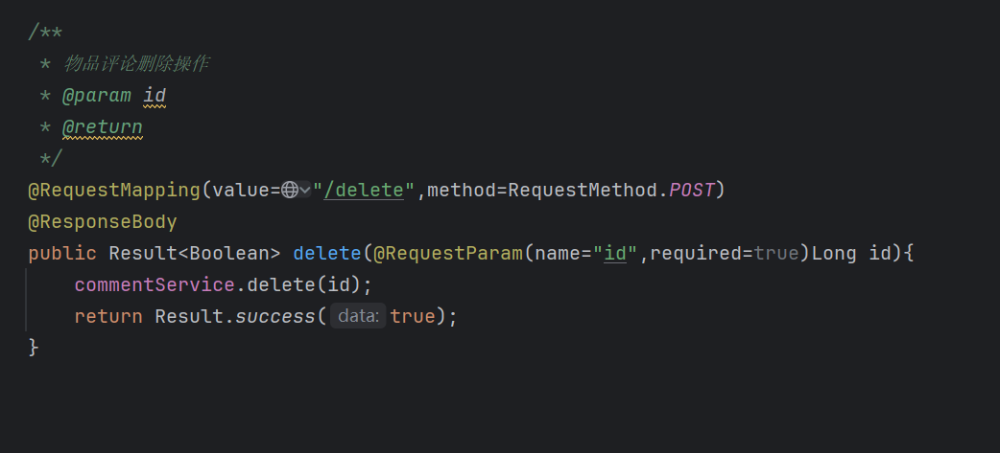 /**
* 物品评论删除操作
* @param id
* @return
*/
@RequestMapping(value="/delete",method=RequestMethod.POST)
@ResponseBody
public Result<Boolean> delete(@RequestParam(name="id",required=true)Long id){
commentService.delete(id);
return Result.success( data: true);
}